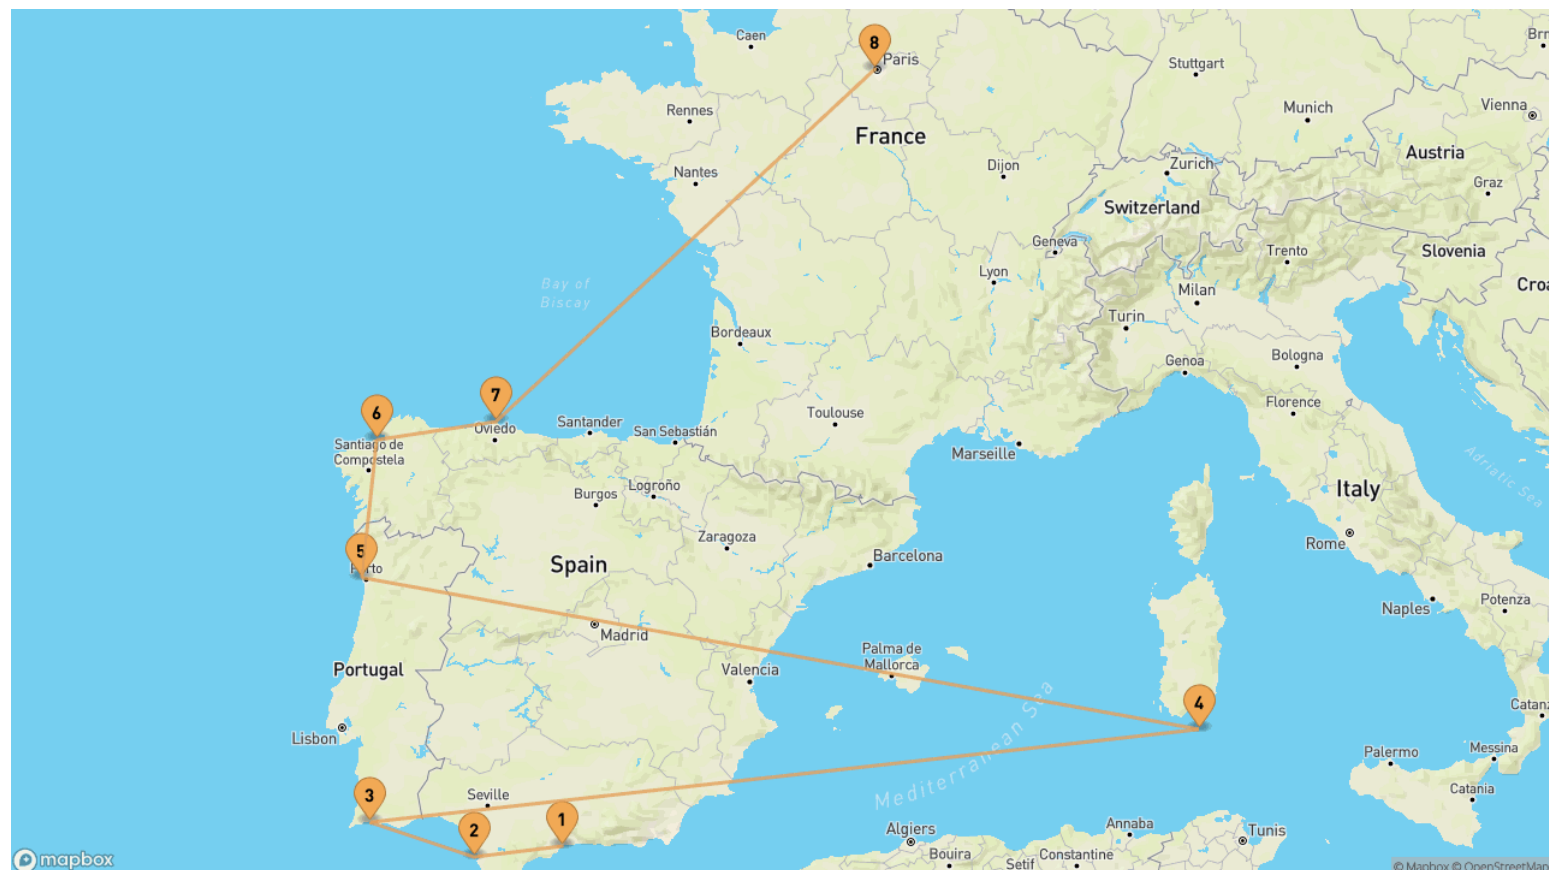 Caen
8
Paris
Brn
Stuttgart
Rennes
Munich
Vienna
France
Austria
Nantes
Dijon
Zurich
Graz
Switzerland
Geneva
Trento
Slovenia
Lyon
Bay of
Biscay
Milan
Croa
Turin
Bordeaux
Genoa
Bologna
7
6
Florence
Toulouse
Santander
Oviedo
San Sebastián
Santiago de
Compostela
Marseille
Adriatic Sea
Logroño
Burgos
Italy
Zaragoza
Rome
5
Barcelona
Spain
Porto
Naples
Potenza
Madrid
Palma de
Mallorca
Portugal
Valencia
4
Catanz
Lisbon
Mediterranean Sea
Palermo
Messina
3
Seville
Catania
2
1
Algiers
Annaba
Tunis
Bouira
Setif
Constantine
mapbox
© Mapbox © OpenStreetMap